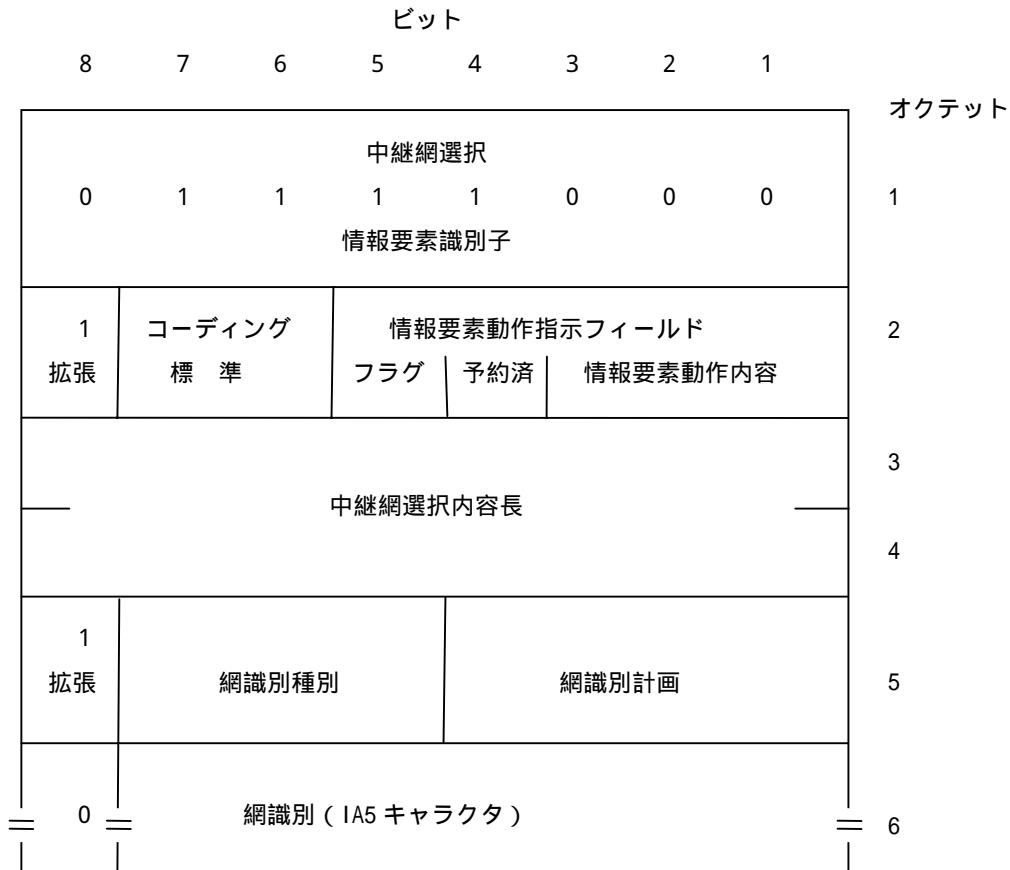 ビット
8 7 6 5 4 3 2 1
オクテット
中継網選択
0 1 1 1 1 0 0 0 1
情報要素識別子
1 コーディング 情報要素動作指示フィールド 2
拡張 標 準 フラグ 予約済 情報要素動作内容
3
中継網選択内容長
4
1
拡張 網識別種別 網識別計画 5
0 網識別(IA5キャラクタ) 6